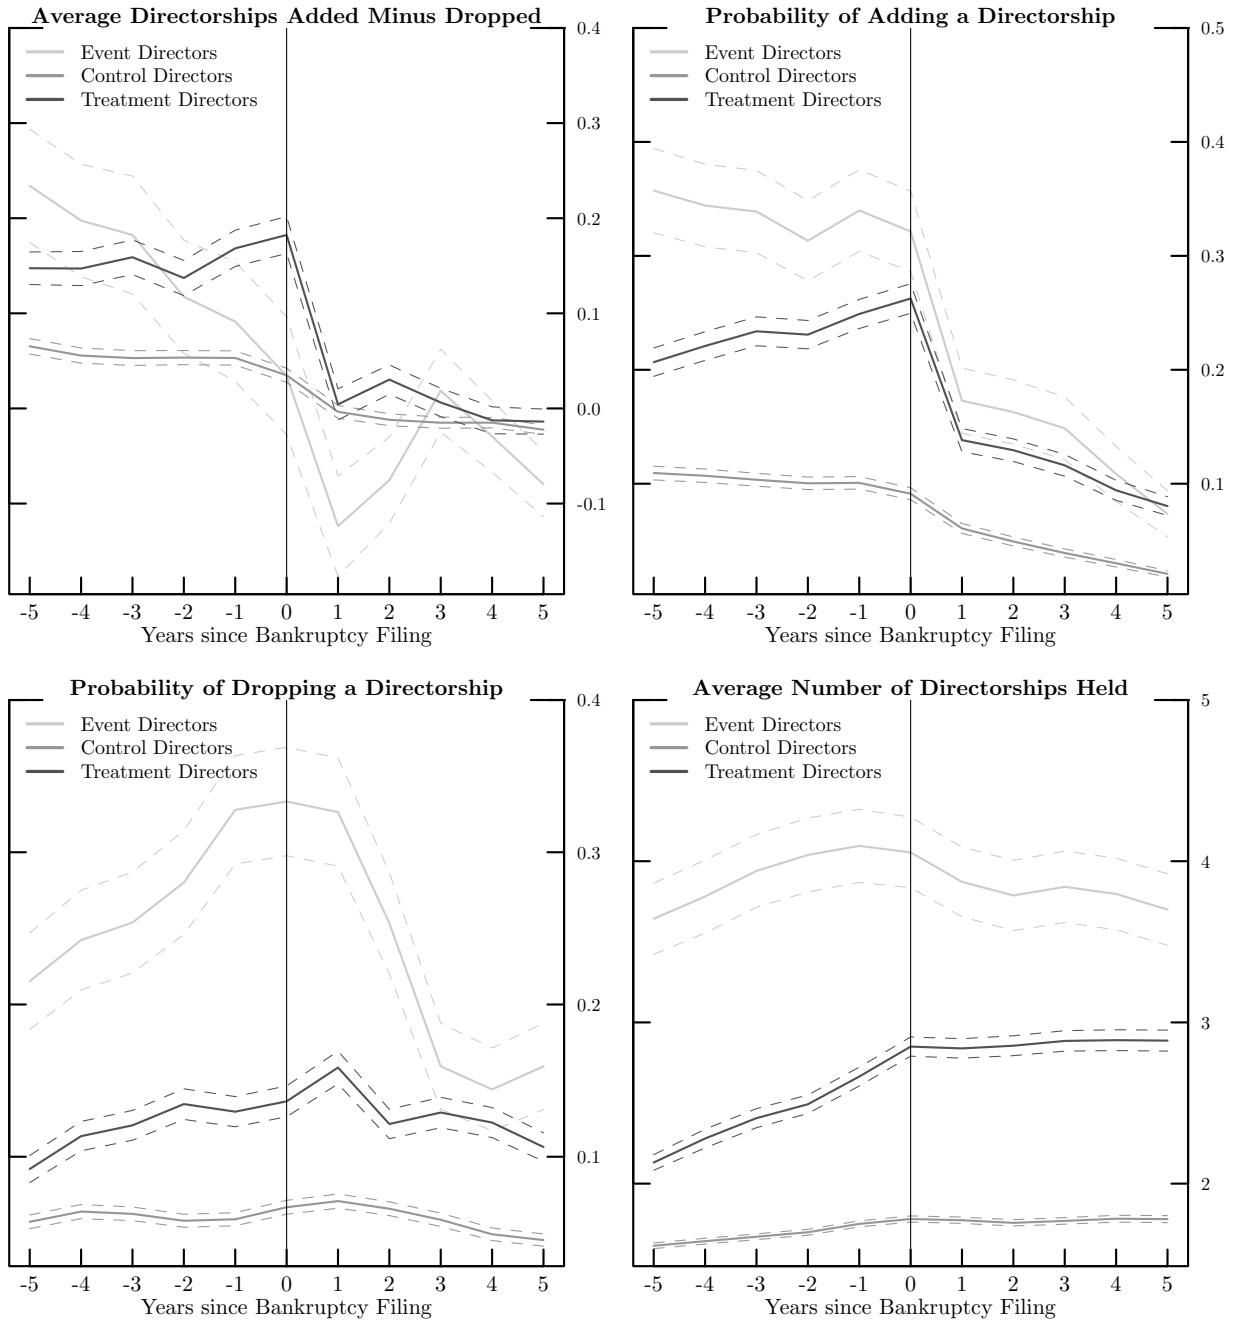 Average Directorships Added Minus Dropped
Event Directors
Control Directors
Treatment Directors
0.4
0.3
0.2
0.1
0.0
-0.1
-5 -4 -3 -2 -1 0 1 2 3 4 5
Years since Bankruptcy Filing
Probability of Adding a Directorship
Event Directors
Control Directors
Treatment Directors
0.5
0.4
0.3
0.2
0.1
-5 -4 -3 -2 -1 0 1 2 3 4 5
Years since Bankruptcy Filing
Probability of Dropping a Directorship
Event Directors
Control Directors
Treatment Directors
0.4
0.3
0.2
0.1
-5 -4 -3 -2 -1 0 1 2 3 4 5
Years since Bankruptcy Filing
Average Number of Directorships Held
Event Directors
Control Directors
Treatment Directors
5
4
3
2
-5 -4 -3 -2 -1 0 1 2 3 4 5
Years since Bankruptcy Filing